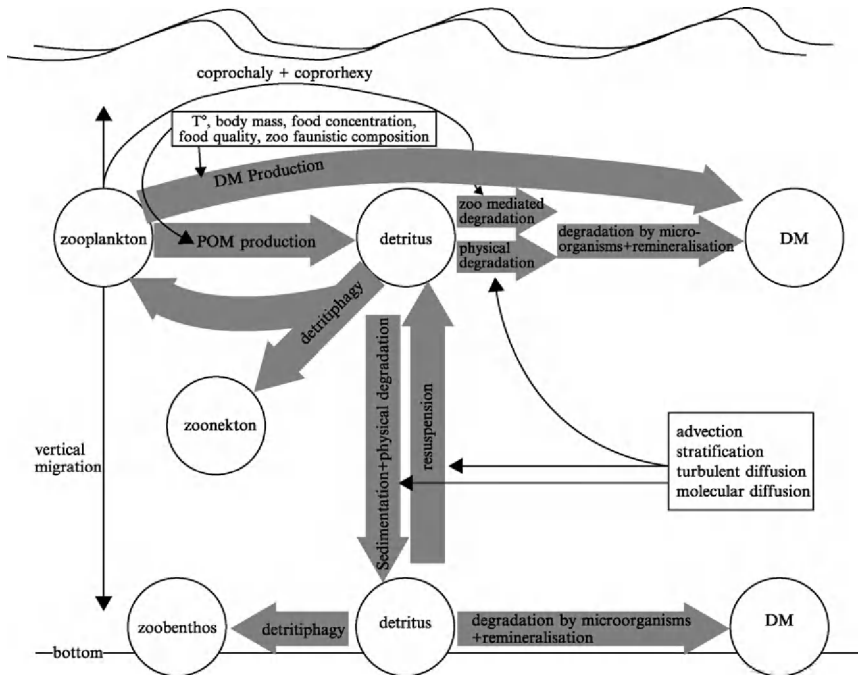 coprochaly + coprorhexy
T°, body mass, food concentration,
food quality, zoo faunistic composition
DM Production
zooplankton
POM production
detritus
zoo mediated
degradation
physical
degradation
degradation by micro-
organisms+remineralisation
DM
detritiphagy
zoonekton
vertical
migration
Sedimentation+physical degradation
resuspension
advection
stratification
turbulent diffusion
molecular diffusion
zoobenthos
detritiphagy
detritus
degradation by microorganisms
+remineralisation
DM
bottom